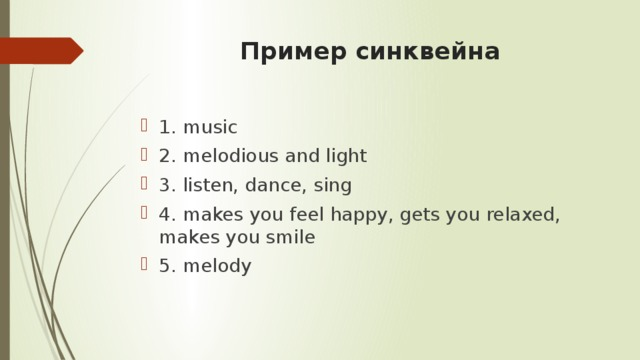 Пример синквейна
1. music
2. melodious and light
3. listen, dance, sing
4. makes you feel happy, gets you relaxed,
makes you smile
5. melody